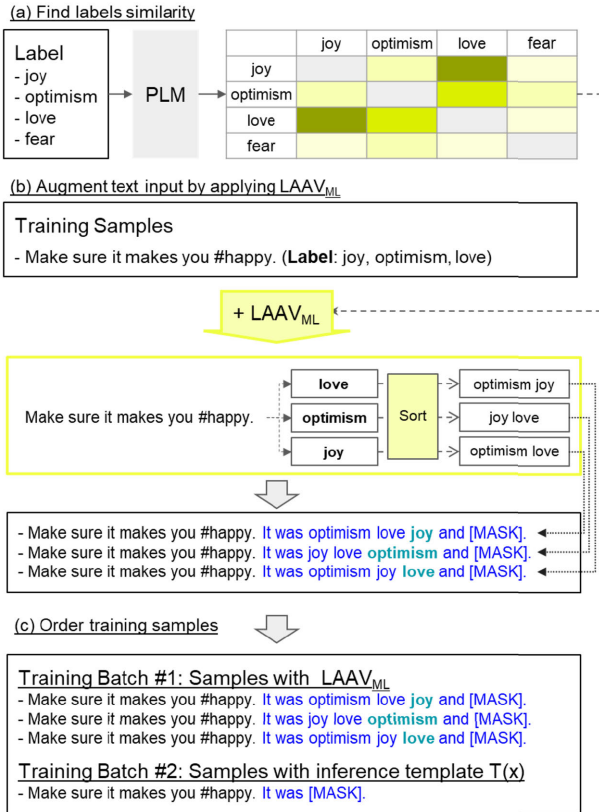 (a) Find labels similarity
Label
- joy
- optimism
- love
- fear
PLM
joy optimism love fear
joy
optimism
love
fear
(b) Augment text input by applying LAAV_ML
Training Samples
- Make sure it makes you #happy. (Label: joy, optimism, love)
+ LAAV_ML
Make sure it makes you #happy.
love
optimism
joy
Sort
optimism joy
joy love
optimism love
- Make sure it makes you #happy. It was optimism love joy and [MASK].
- Make sure it makes you #happy. It was joy love optimism and [MASK].
- Make sure it makes you #happy. It was optimism joy love and [MASK].
(c) Order training samples
Training Batch #1: Samples with LAAV_ML
- Make sure it makes you #happy. It was optimism love joy and [MASK].
- Make sure it makes you #happy. It was joy love optimism and [MASK].
- Make sure it makes you #happy. It was optimism joy love and [MASK].
Training Batch #2: Samples with inference template T(x)
- Make sure it makes you #happy. It was [MASK].